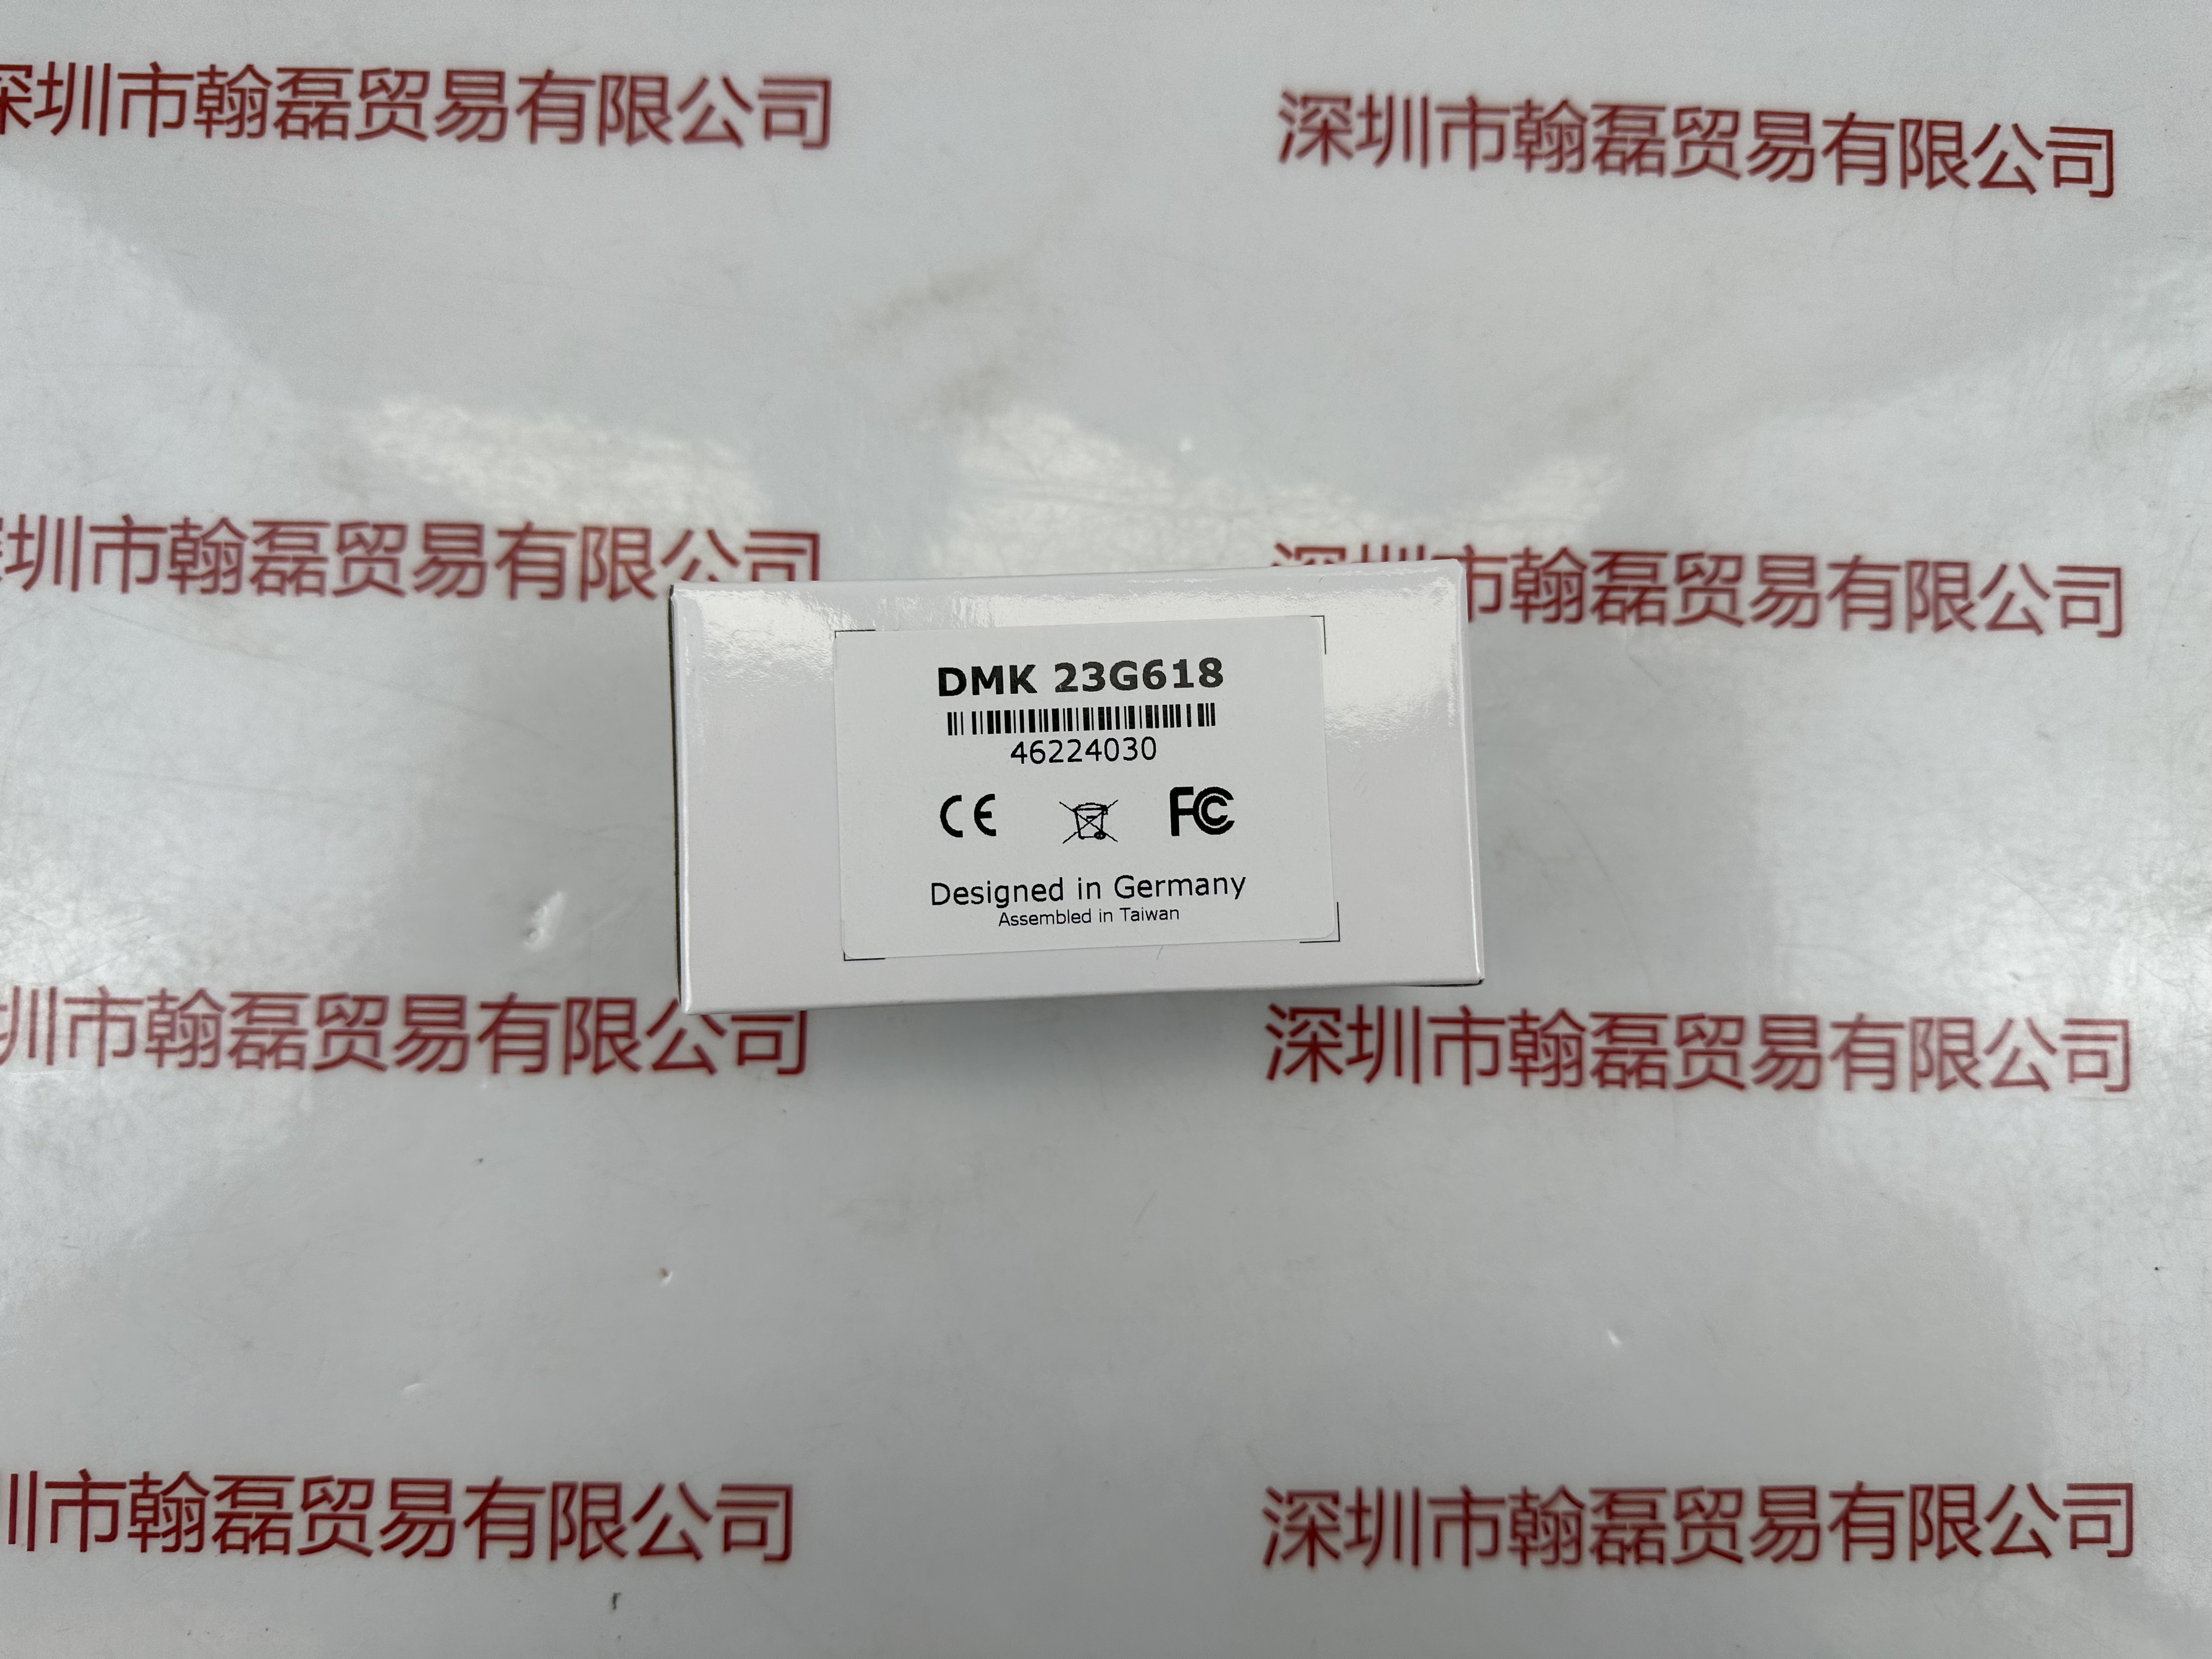 深圳市翰磊贸易有限公司
深圳市翰磊贸易有限公司
圳市翰磊贸易有限公司
深圳市翰磊贸易有限公司
DMK 23G618
46224030
CE
FC
Designed in Germany
Assembled in Taiwan
圳市翰磊贸易有限公司
深圳市翰磊贸易有限公司
市翰磊贸易有限公司
深圳市翰磊贸易有限公司